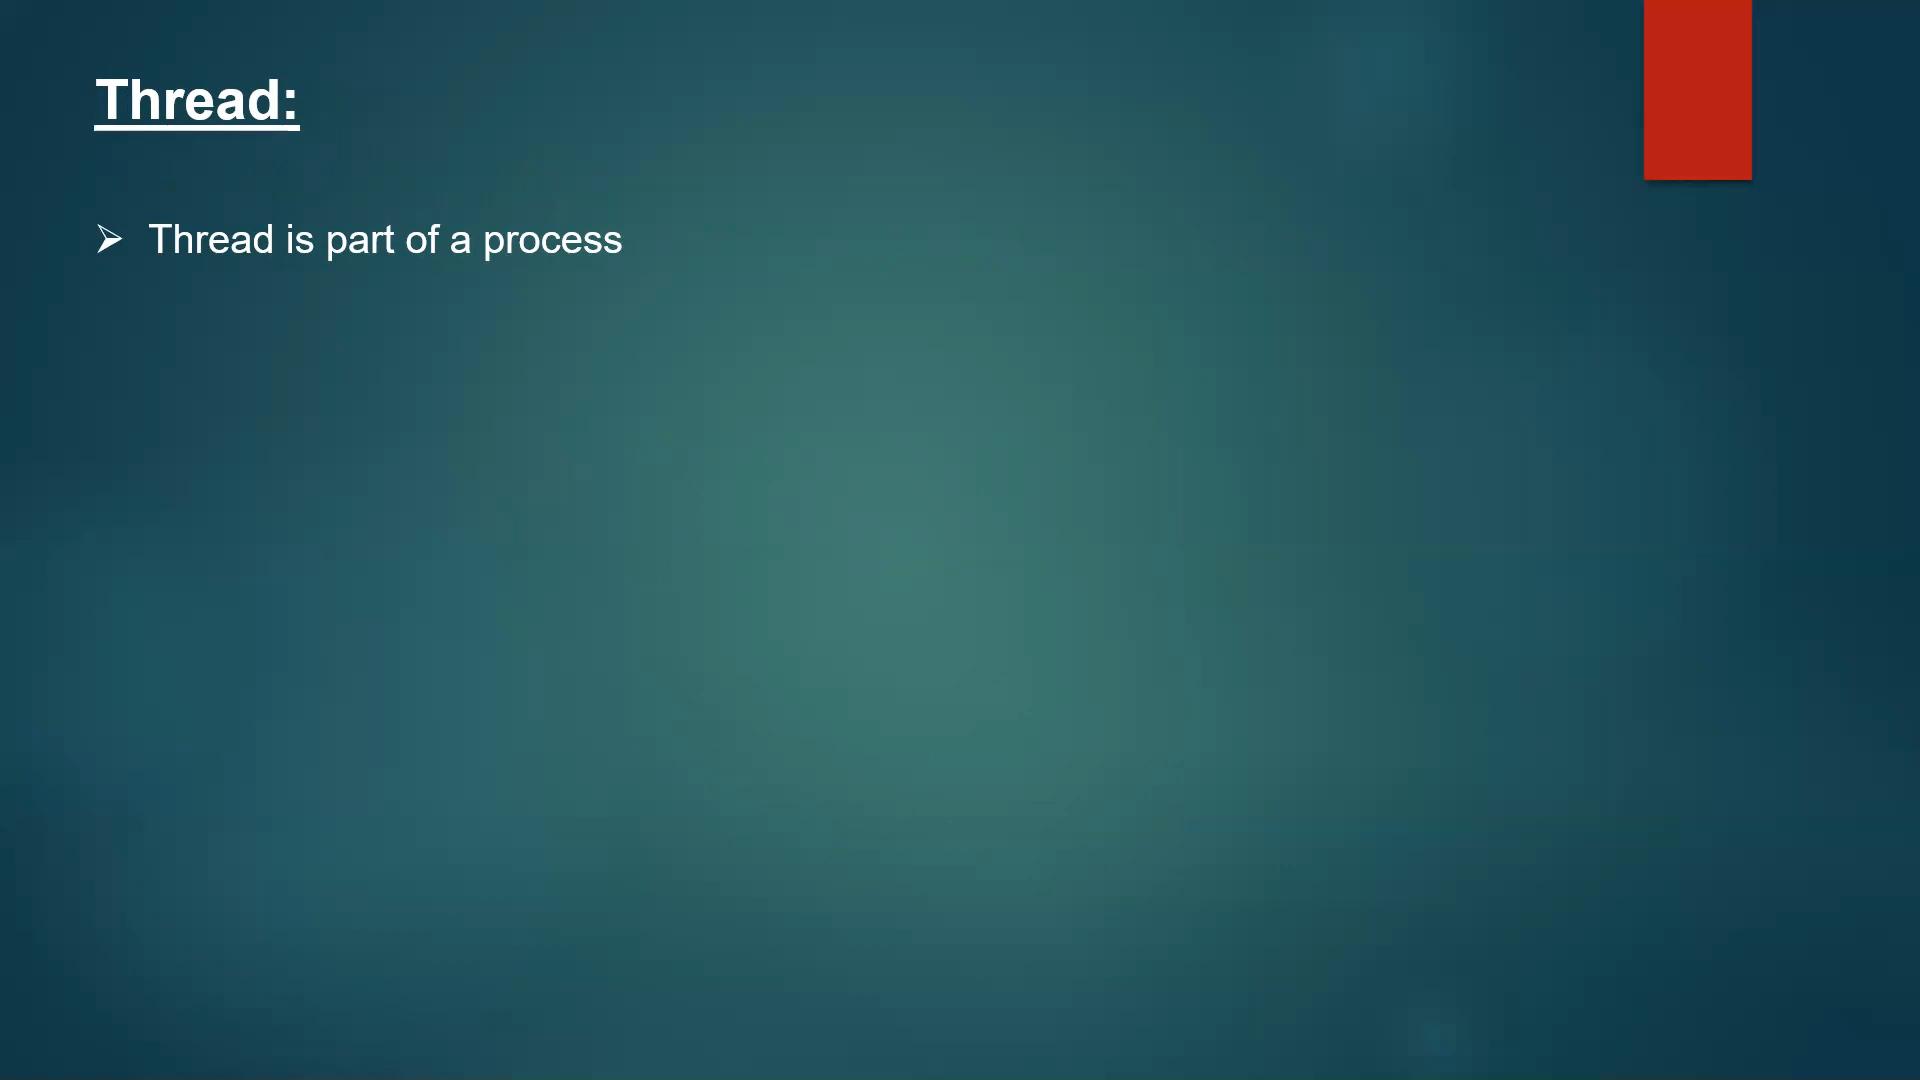 Thread:
➢ Thread is part of a process